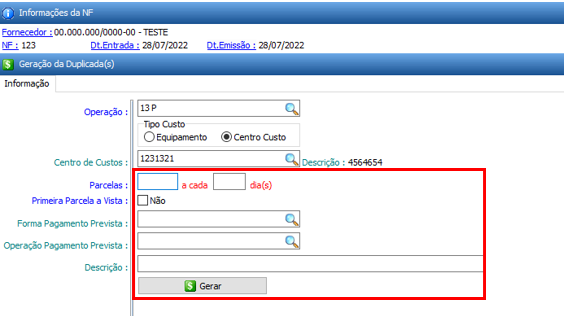 Informações da NF
Fornecedor : 00.000.000/0000-00 - TESTE
NF : 123 Dt.Entrada : 28/07/2022 Dt.Emissão : 28/07/2022
Geração da Duplicada(s)
Informação
Operação : 13 P
Tipo Custo
Equipamento Centro Custo
Centro de Custos : 1231321 Descrição : 4564654
Parcelas : a cada dia(s)
Primeira Parcela a Vista : Não
Forma Pagamento Prevista :
Operação Pagamento Prevista :
Descrição :
Gerar